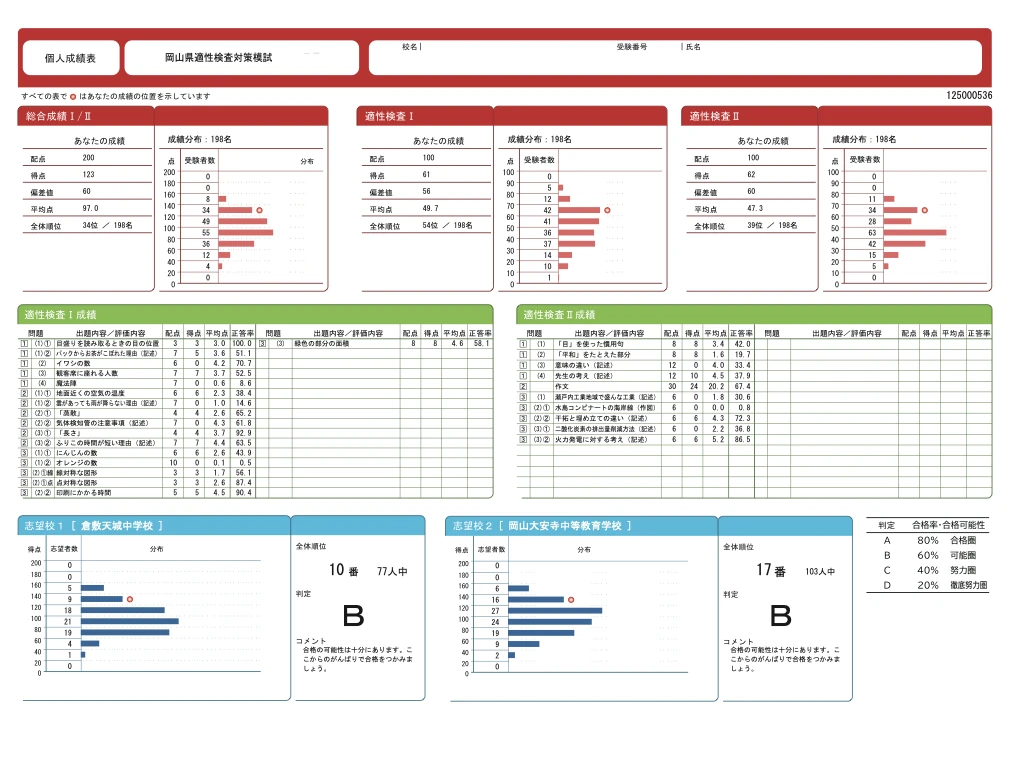 個人成績表
岡山県適性検査対策模試
校名
受験番号
氏名
すべての表で ◎ はあなたの成績の位置を示しています
125000536
総合成績Ⅰ/Ⅱ
あなたの成績
配点 200
得点 123
偏差値 60
平均点 97.0
全体順位 34位 / 198名
成績分布：198名
点 受験者数 分布
200
0
180
0
160
8
140
34
120
49
100
55
80
36
60
12
40
4
20
0
0
適性検査Ⅰ
あなたの成績
配点 100
得点 61
偏差値 56
平均点 49.7
全体順位 54位 / 198名
成績分布：198名
点 受験者数
100
0
90
5
80
12
70
42
60
41
50
36
40
37
30
14
20
10
10
1
0
適性検査Ⅱ
あなたの成績
配点 100
得点 62
偏差値 60
平均点 47.3
全体順位 39位 / 198名
成績分布：198名
点 受験者数
100
0
90
0
80
11
70
34
60
28
50
63
40
42
30
15
20
5
10
0
0
適性検査Ⅰ成績
問題 出題内容/評価内容 配点 得点 平均点 正答率 問題 出題内容/評価内容 配点 得点 平均点 正答率
1 (1)① 目盛りを読み取るときの目の位置 3 3 3.0 100.0 3 (3) 緑色の部分の面積 8 8 4.6 58.1
1 (1)② パックからお茶がこぼれた理由（記述） 7 5 3.6 51.1
1 (2) イワシの数 6 0 4.2 70.7
1 (3) 観客席に座れる人数 7 7 3.7 52.5
1 (4) 魔法陣 7 0 0.6 8.6
2 (1)① 地面近くの空気の温度 6 6 2.3 38.4
2 (1)② 雲があっても雨が降らない理由（記述） 7 0 1.0 14.6
2 (2)① 「蒸散」 4 4 2.6 65.2
2 (2)② 気体検知管の注意事項（記述） 7 0 4.3 61.8
2 (3)① 「長さ」 4 4 3.7 92.9
2 (3)② ふりこの時間が短い理由（記述） 7 7 4.4 63.5
3 (1)① にんじんの数 6 6 2.6 43.9
3 (1)② オレンジの数 10 0 0.1 0.5
3 (2)①線 線対称な図形 3 3 1.7 56.1
3 (2)①点 点対称な図形 3 3 2.6 87.4
3 (2)② 印刷にかかる時間 5 5 4.5 90.4
適性検査Ⅱ成績
問題 出題内容/評価内容 配点 得点 平均点 正答率 問題 出題内容/評価内容 配点 得点 平均点 正答率
1 (1) 「目」を使った慣用句 8 8 3.4 42.0
1 (2) 「平和」をたとえた部分 8 8 1.6 19.7
1 (3) 意味の違い（記述） 12 0 4.0 33.4
1 (4) 先生の考え（記述） 12 10 4.5 37.9
2 作文 30 24 20.2 67.4
3 (1) 瀬戸内工業地域で盛んな工業（記述） 6 0 1.8 30.6
3 (2)① 水島コンビナートの海岸線（作図） 6 0 0.0 0.8
3 (2)② 干拓と埋め立ての違い（記述） 6 6 4.3 72.3
3 (3)① 二酸化炭素の排出量削減方法（記述） 6 0 2.2 36.8
3 (3)② 火力発電に対する考え（記述） 6 6 5.2 86.5
志望校1 [ 倉敷天城中学校 ]
得点 志望者数 分布
200
0
180
0
160
5
140
9
120
18
100
21
80
19
60
4
40
1
20
0
0
全体順位
10番 77人中
判定
B
コメント
合格の可能性は十分にあります。こ
こからのがんばりで合格をつかみま
しょう。
志望校2 [ 岡山大安寺中等教育学校 ]
得点 志望者数 分布
200
0
180
0
160
6
140
16
120
27
100
24
80
19
60
9
40
2
20
0
0
全体順位
17番 103人中
判定
B
コメント
合格の可能性は十分にあります。こ
こからのがんばりで合格をつかみま
しょう。
判定 合格率・合格可能性
A 80% 合格圏
B 60% 可能圏
C 40% 努力圏
D 20% 徹底努力圏